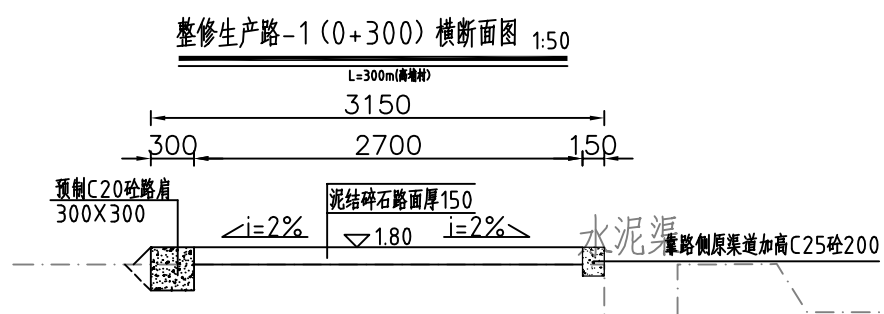 整修生产路-1（0+300）横断面图 1:50
L=300m(高墙村)
3150
300 2700 150
预制C20砼路肩
300X300
泥结碎石路面厚150
i=2% 1.80 i=2%
水泥渠
靠路侧原渠道加高C25砼200